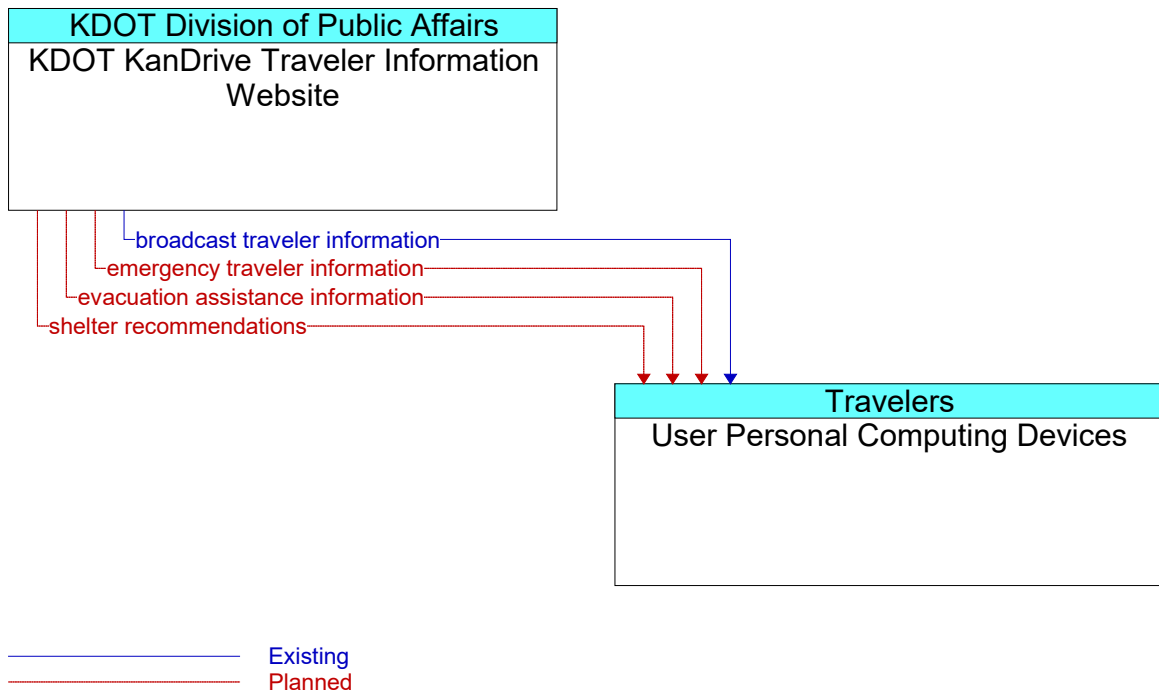 KDOT Division of Public Affairs
KDOT KanDrive Traveler Information
Website
broadcast traveler information
emergency traveler information
evacuation assistance information
shelter recommendations
Travelers
User Personal Computing Devices
Existing
Planned